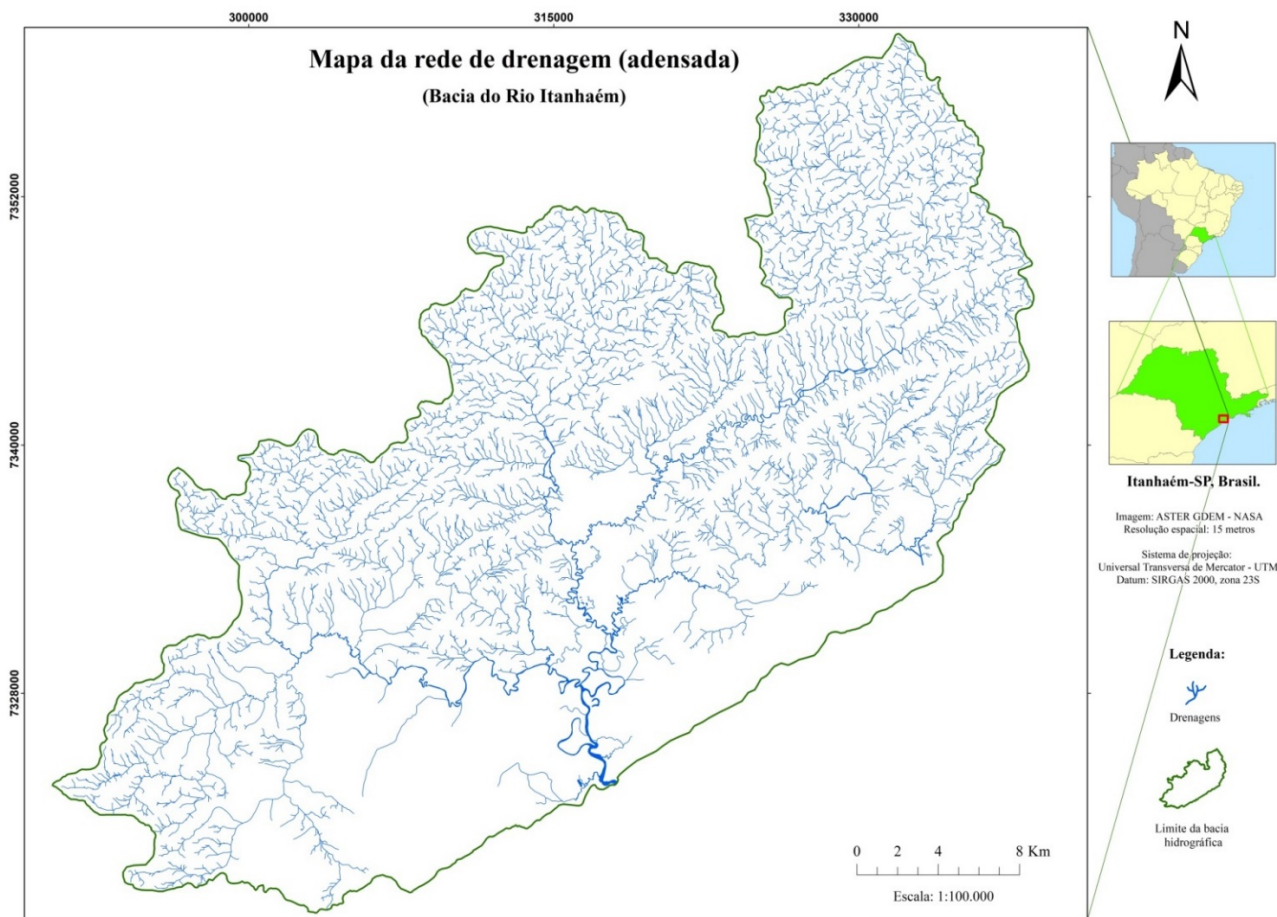 300000
315000
330000
Mapa da rede de drenagem (adensada)
(Bacia do Rio Itanhaém)
N
7352000
7340000
7328000
Itanhaém-SP, Brasil.
Imagem: ASTER GDEM - NASA
Resolução espacial: 15 metros
Sistema de projeção:
Universal Transversa de Mercator - UTM
Datum: SIRGAS 2000, zona 23S
Legenda:
Drenagens
Limite da bacia
hidrográfica
0 2 4 8 Km
Escala: 1:100.000